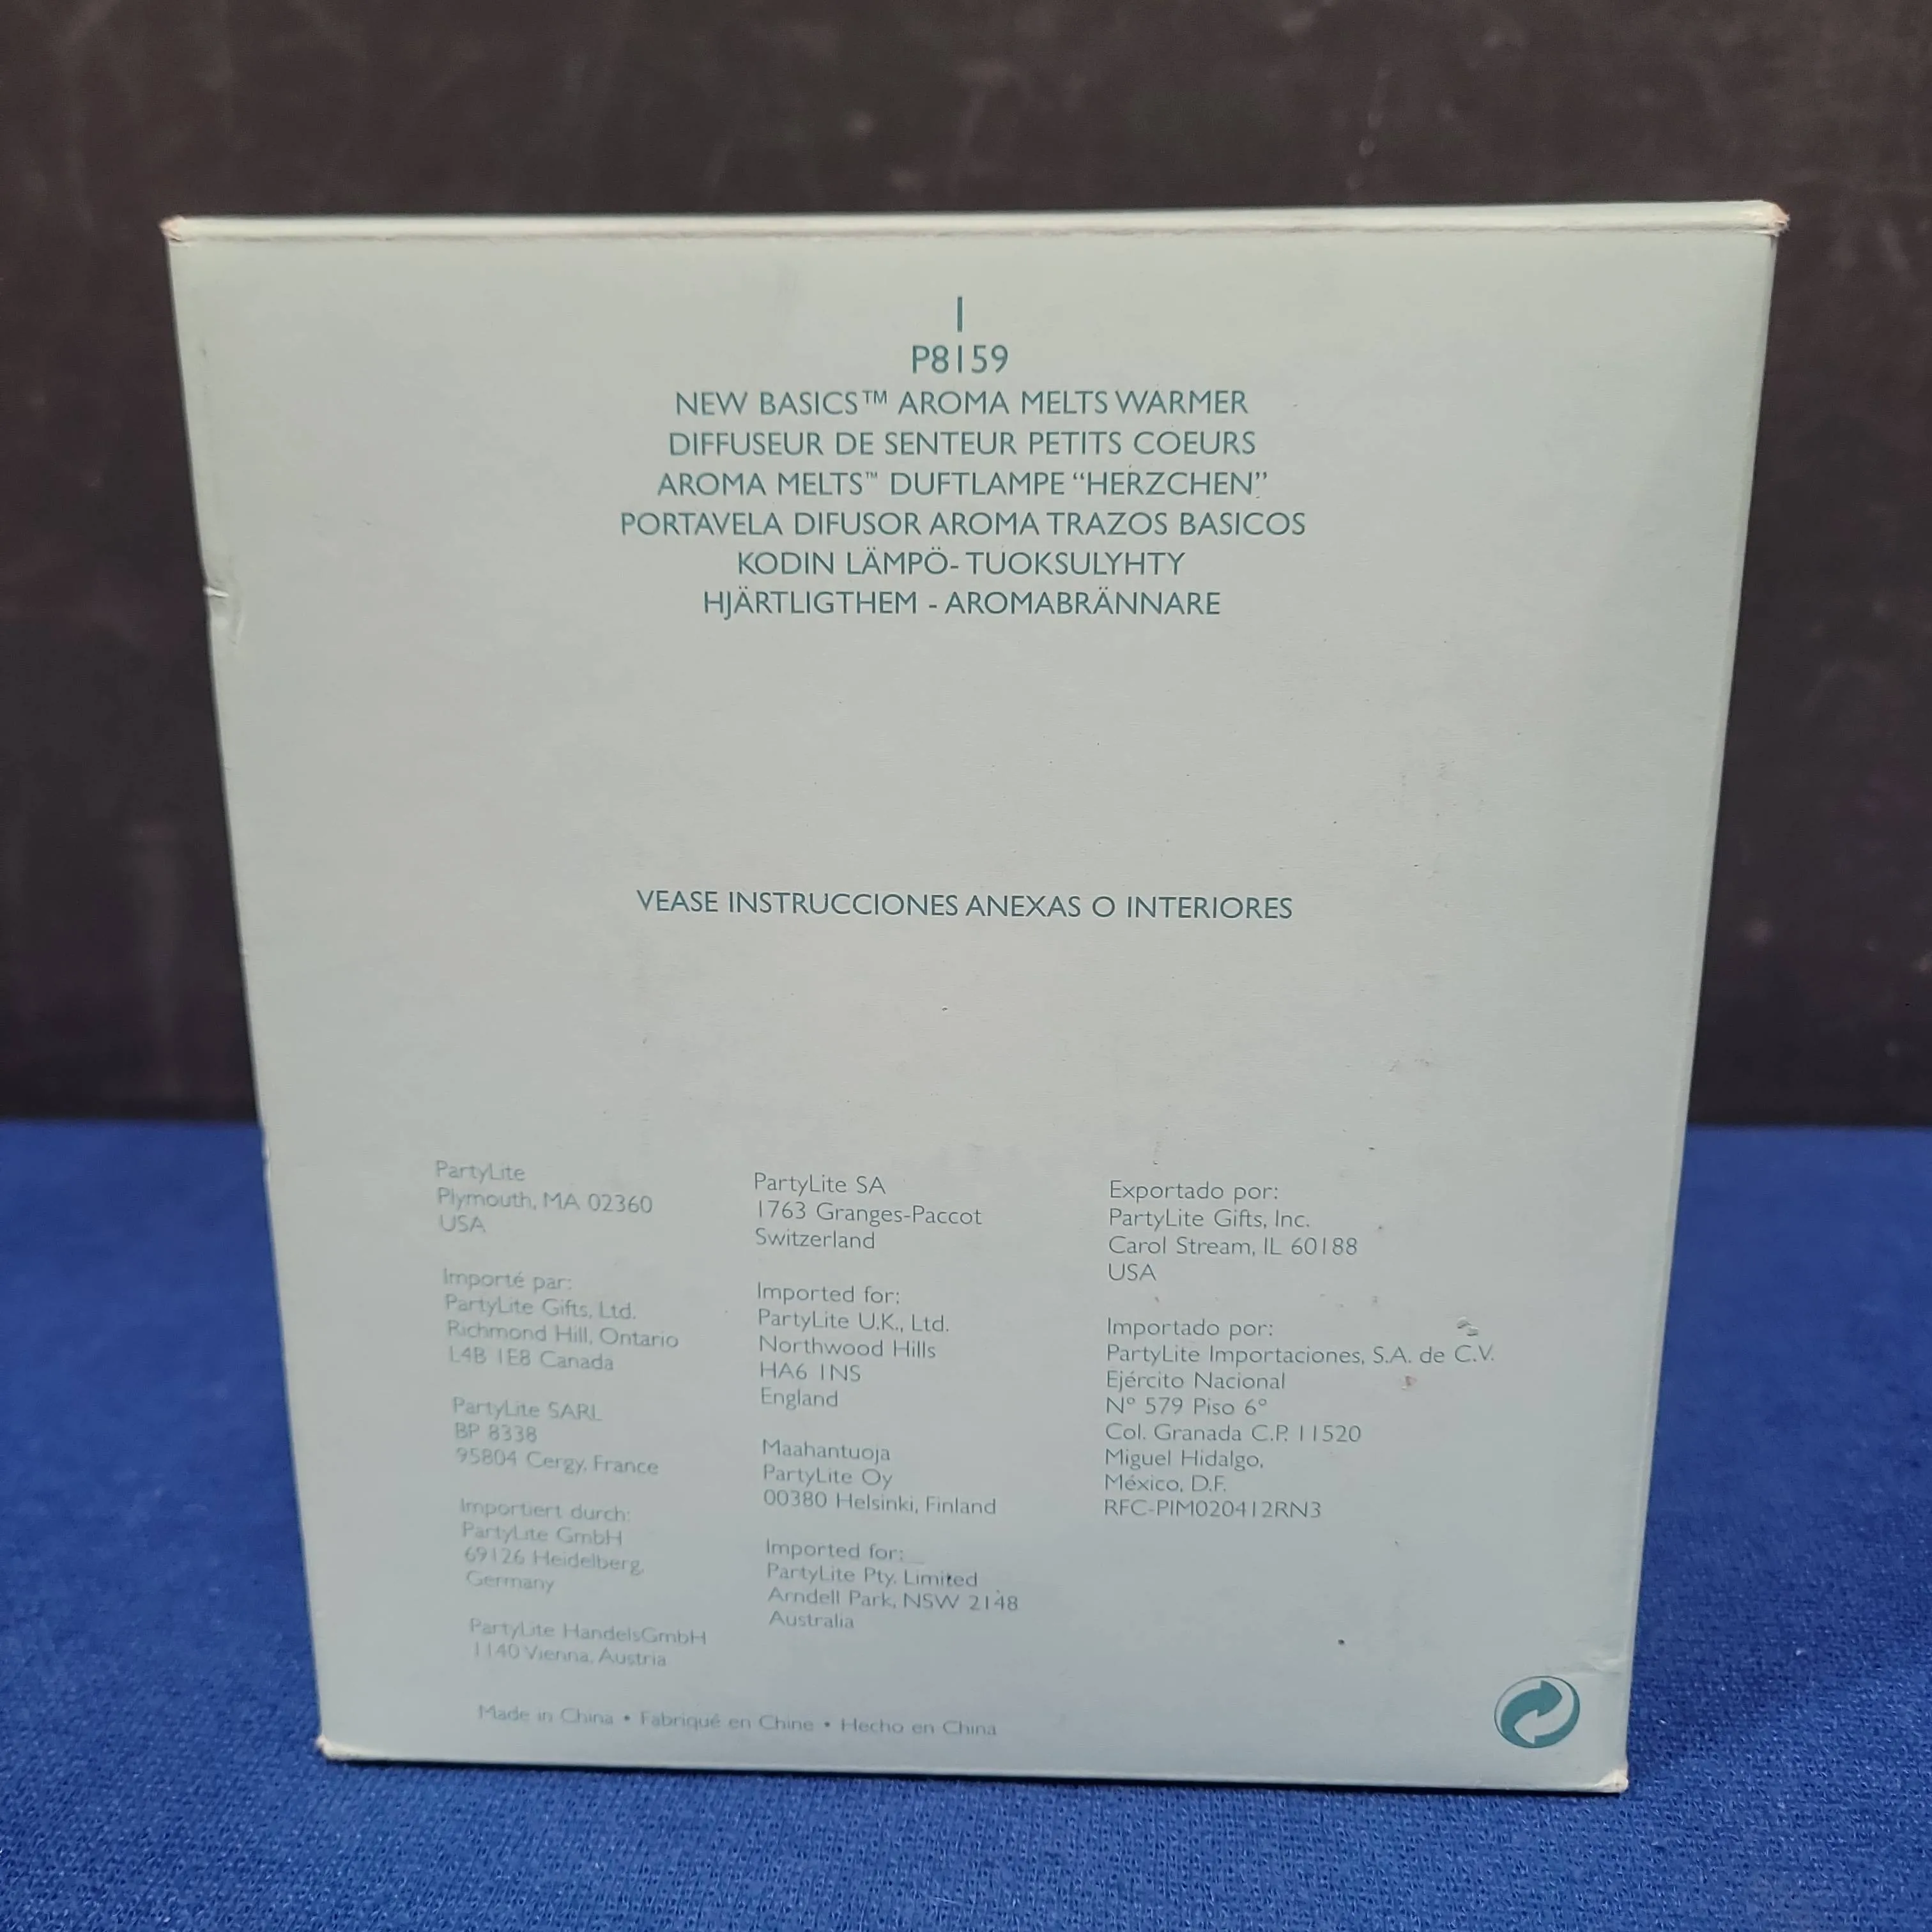 1
P8159
NEW BASICS™ AROMA MELTS WARMER
DIFFUSEUR DE SENTEUR PETITS COEURS
AROMA MELTS™ DUFTLAMPE “HERZCHEN”
PORTAVELA DIFUSOR AROMA TRAZOS BASICOS
KODIN LÄMPÖ- TUOKSULYHTY
HJÄRTLIGTHEM - AROMABRÄNNARE
VEASE INSTRUCCIONES ANEXAS O INTERIORES
PartyLite
Plymouth, MA 02360
USA
Importé par:
PartyLite Gifts, Ltd.
Richmond Hill, Ontario
L4B 1E8 Canada
PartyLite SARL
BP 8338
95804 Cergy, France
Importiert durch:
PartyLite GmbH
69126 Heidelberg,
Germany
PartyLite HandelsGmbH
1140 Vienna, Austria
PartyLite SA
1763 Granges-Paccot
Switzerland
Imported for:
PartyLite U.K., Ltd.
Northwood Hills
HA6 1NS
England
Maahantuoja
PartyLite Oy
00380 Helsinki, Finland
Imported for:
PartyLite Pty. Limited
Arndell Park, NSW 2148
Australia
Exportado por:
PartyLite Gifts, Inc.
Carol Stream, IL 60188
USA
Importado por:
PartyLite Importaciones, S.A. de C.V.
Ejército Nacional
N° 579 Piso 6°
Col. Granada C.P. 11520
Miguel Hidalgo,
México, D.F.
RFC-PIM020412RN3
Made in China • Fabriqué en Chine • Hecho en China